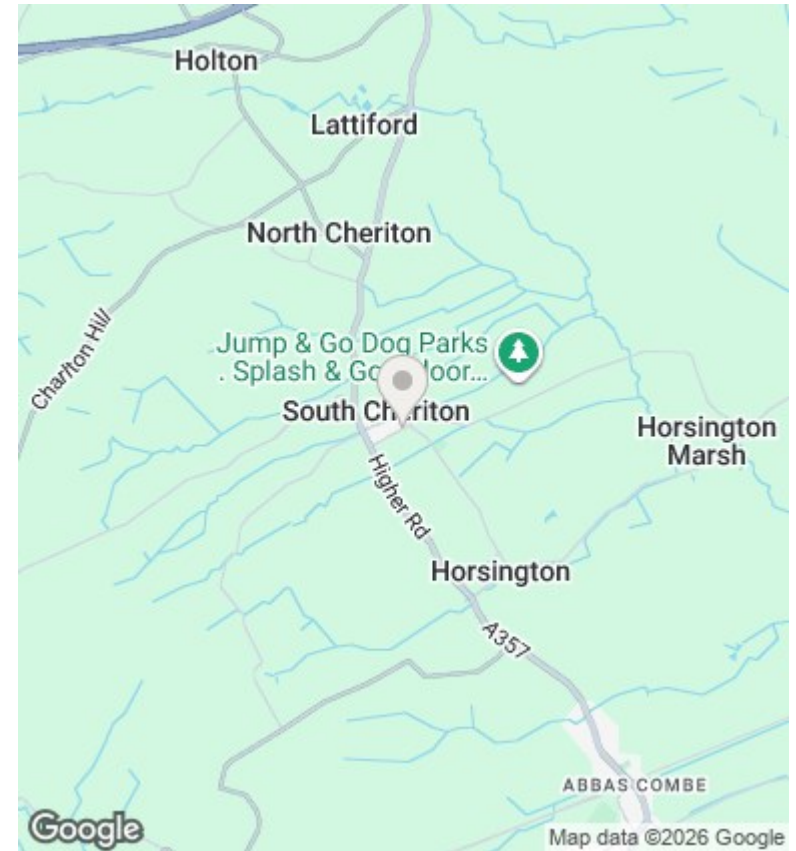 Holton
Lattiford
North Cheriton
Charlton Hill
Jump & Go Dog Parks
. Splash & Go
oor...
South Cheriton
Horsington
Marsh
Higher Rd
Horsington
A357
ABBAS COMBE
Google
Map data ©2026 Google